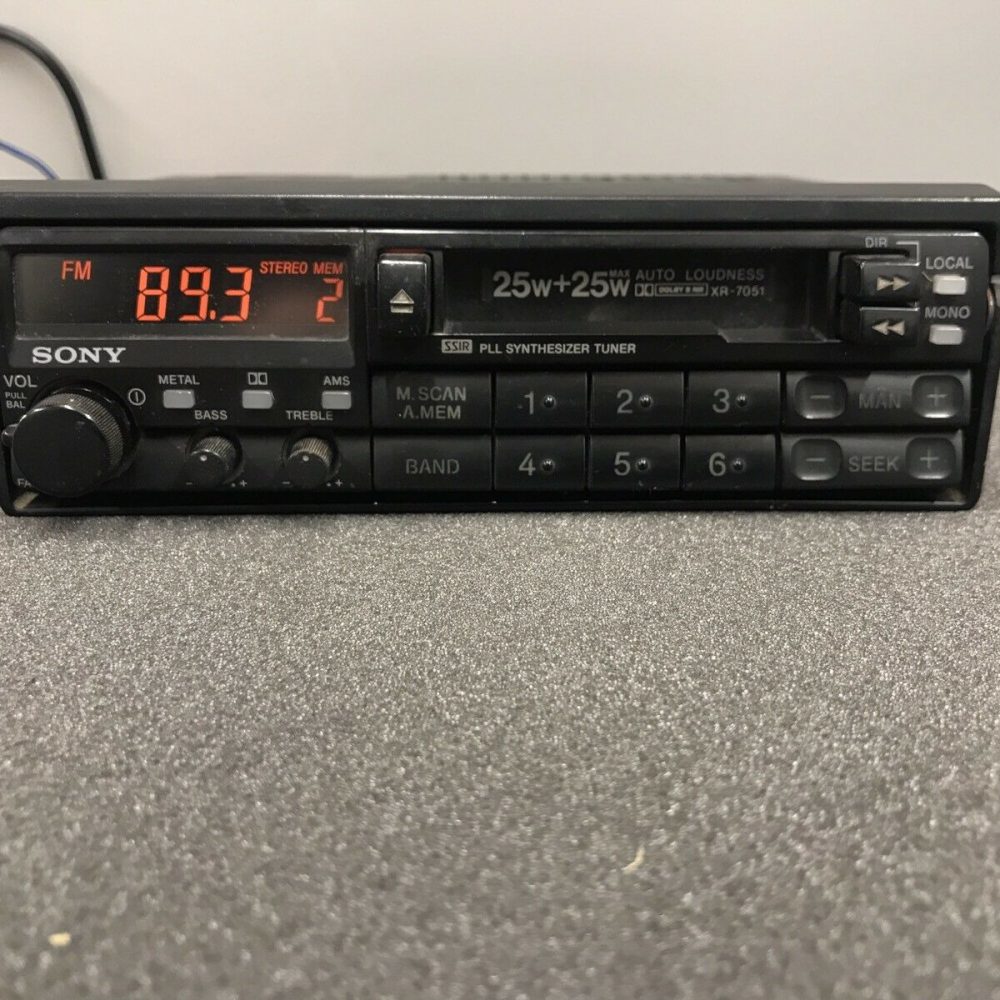 FM 89.3 STEREO MEM 2
SONY
25W+25W MAX AUTO LOUDNESS
DOLBY B NR XR-7051
SSIR PLL SYNTHESIZER TUNER
DIR
LOCAL
MONO
VOL
PULL
BAL
METAL
AMS
BASS
TREBLE
- +
- +
M.SCAN
A.MEM
1 2 3
- MAN +
BAND
4 5 6
- SEEK +